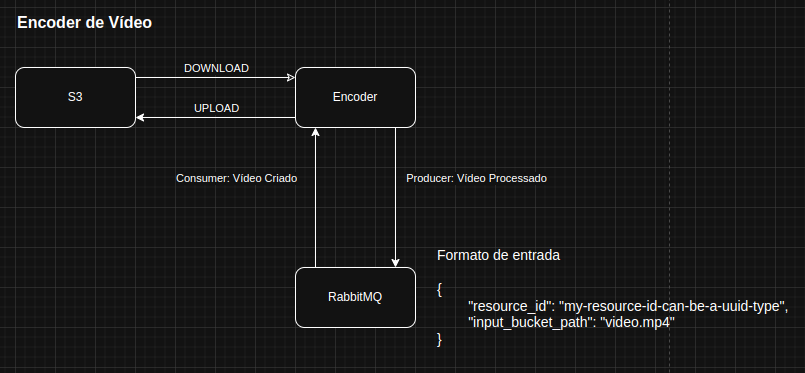 Encoder de Vídeo
DOWNLOAD
S3
Encoder
UPLOAD
Consumer: Vídeo Criado
Producer: Vídeo Processado
Formato de entrada
RabbitMQ
{
"resource_id": "my-resource-id-can-be-a-uuid-type",
"input_bucket_path": "video.mp4"
}